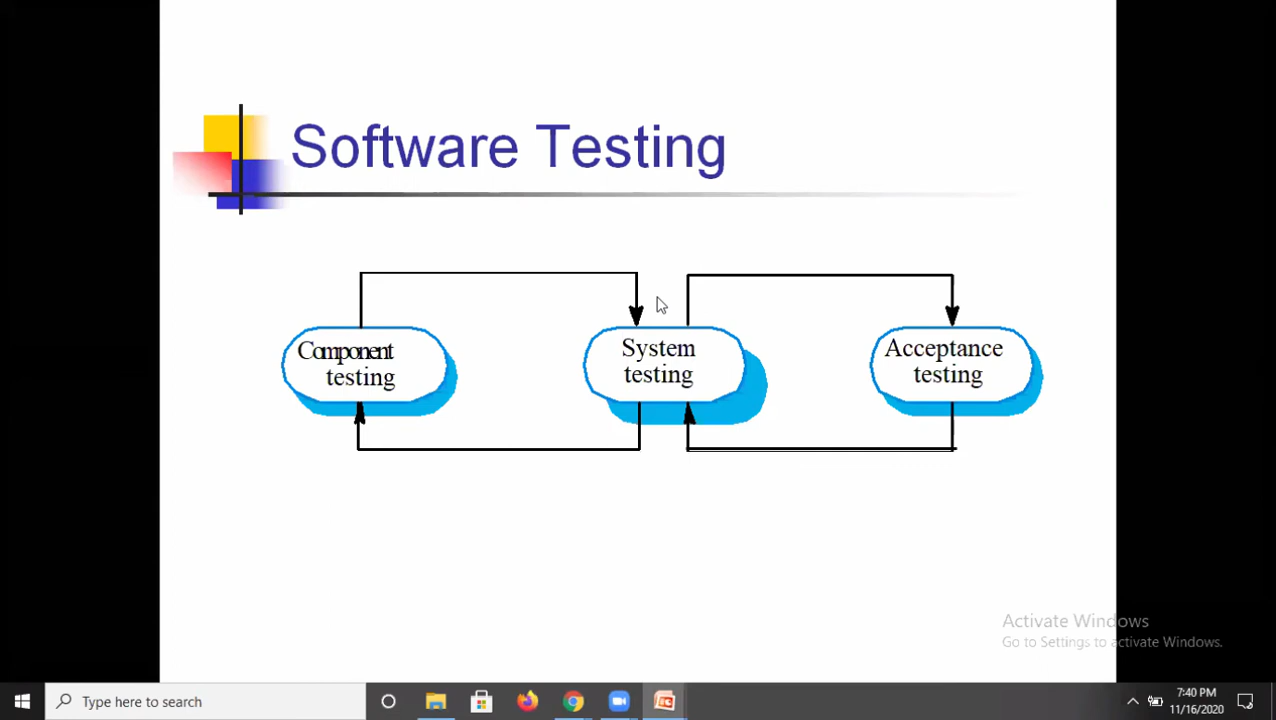 Software Testing
Component
testing
System
testing
Acceptance
testing
Activate Windows
Go to Settings to activate Windows.
Type here to search
7:40 PM
11/16/2020